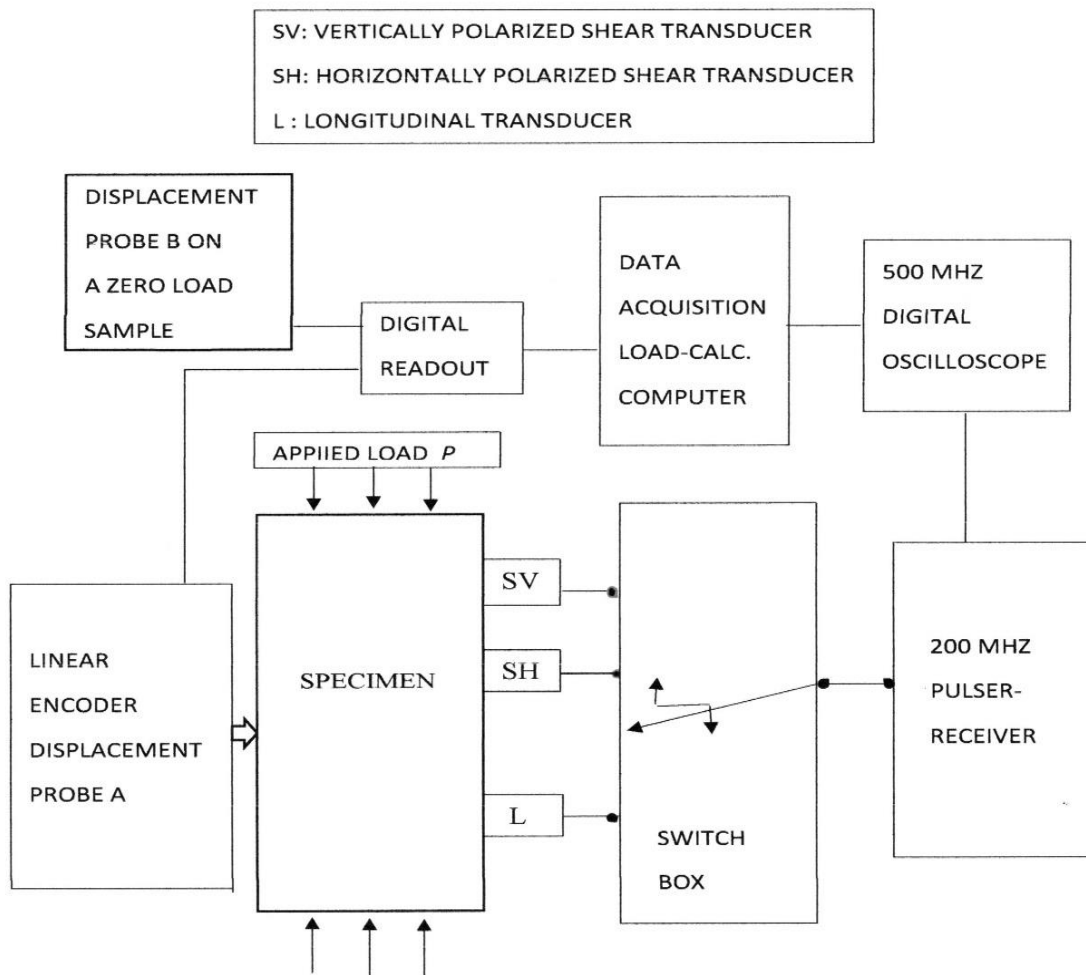 SV: VERTICALLY POLARIZED SHEAR TRANSDUCER
SH: HORIZONTALLY POLARIZED SHEAR TRANSDUCER
L : LONGITUDINAL TRANSDUCER
DISPLACEMENT
PROBE B ON
A ZERO LOAD
SAMPLE
DIGITAL
READOUT
DATA
ACQUISITION
LOAD-CALC.
COMPUTER
500 MHZ
DIGITAL
OSCILLOSCOPE
APPIIED LOAD P
LINEAR
ENCODER
DISPLACEMENT
PROBE A
SPECIMEN
SV
SH
L
SWITCH
BOX
200 MHZ
PULSER-
RECEIVER